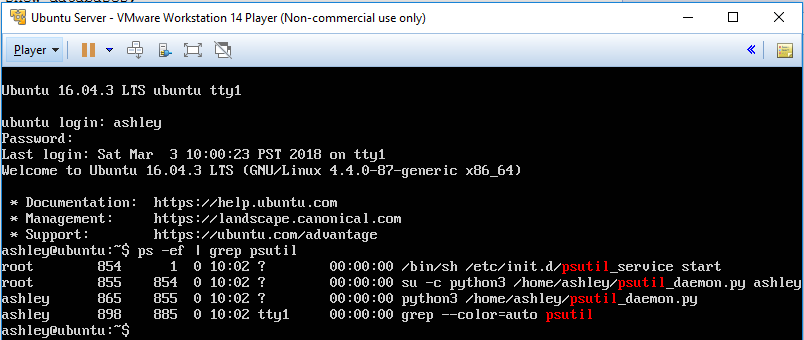 show databases;
Ubuntu Server - VMware Workstation 14 Player (Non-commercial use only)
Player
Ubuntu 16.04.3 LTS ubuntu tty1
ubuntu login: ashley
Password:
Last login: Sat Mar  3 10:00:23 PST 2018 on tty1
Welcome to Ubuntu 16.04.3 LTS (GNU/Linux 4.4.0-87-generic x86_64)
 * Documentation:  https://help.ubuntu.com
 * Management:     https://landscape.canonical.com
 * Support:        https://ubuntu.com/advantage
ashley@ubuntu:~$ ps -ef | grep psutil
root        854      1  0 10:02 ?        00:00:00 /bin/sh /etc/init.d/psutil_service start
root        855    854  0 10:02 ?        00:00:00 su -c python3 /home/ashley/psutil_daemon.py ashley
ashley      865    855  0 10:02 ?        00:00:00 python3 /home/ashley/psutil_daemon.py
ashley      898    885  0 10:02 tty1     00:00:00 grep --color=auto psutil
ashley@ubuntu:~$